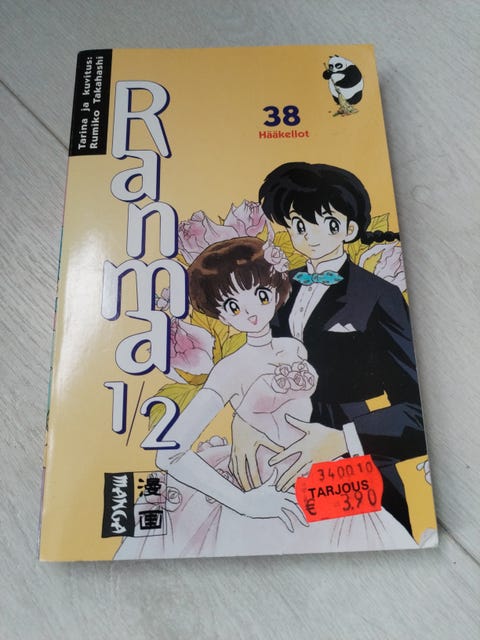 Tarina ja kuvitus:
Rumiko Takahashi
Ranma
1/2
38
Hääkellot
漫画
MANGA
340010
TARJOUS
€ 3.90